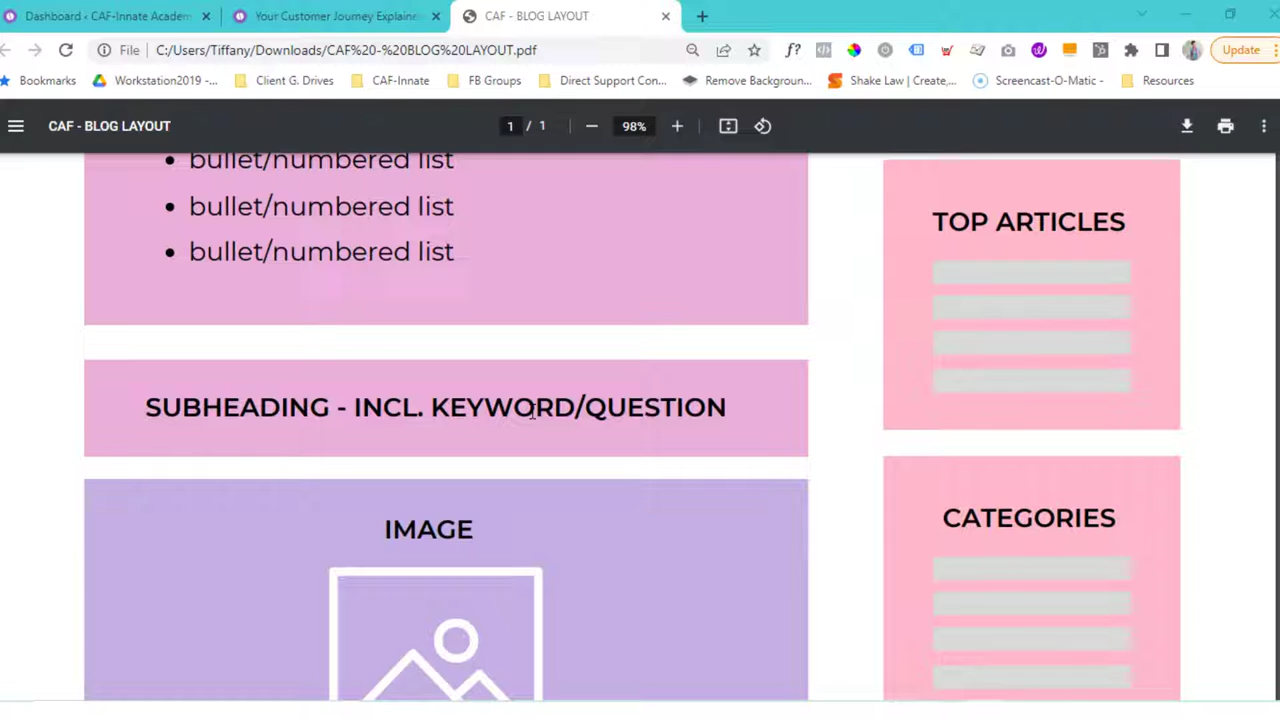 Dashboard < CAF-Innate Academ
Your Customer Journey Explaine
CAF - BLOG LAYOUT
File
C:/Users/Tiffany/Downloads/CAF%20-%20BLOG%20LAYOUT.pdf
f?
Update
Bookmarks
Workstation2019 -...
Client G. Drives
CAF-Innate
FB Groups
Direct Support Con...
Remove Backgroun...
Shake Law | Create,...
Screencast-O-Matic -
Resources
CAF - BLOG LAYOUT
1 / 1
98%
bullet/numbered list
bullet/numbered list
bullet/numbered list
SUBHEADING - INCL. KEYWORD/QUESTION
IMAGE
TOP ARTICLES
CATEGORIES